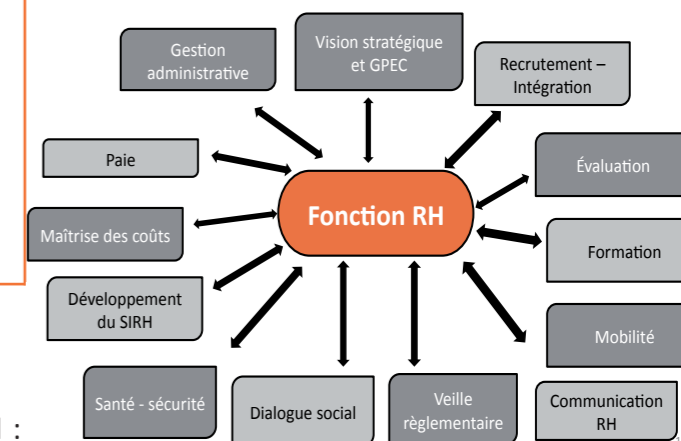 Gestion
administrative
Vision stratégique
et GPEC
Recrutement –
Intégration
Paie
Évaluation
Fonction RH
Maîtrise des coûts
Formation
Développement
du SIRH
Mobilité
Santé - sécurité
Dialogue social
Veille
règlementaire
Communication
RH
: